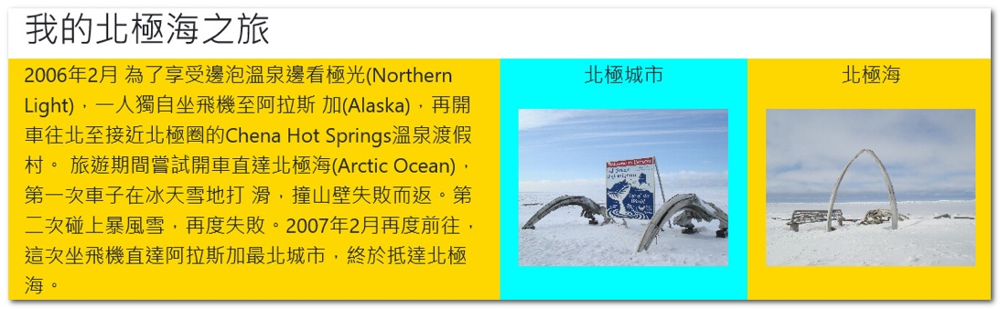 我的北極海之旅
2006年2月 為了享受邊泡溫泉邊看極光(Northern
Light)，一人獨自坐飛機至阿拉斯 加(Alaska)，再開
車往北至接近北極圈的Chena Hot Springs溫泉渡假
村。 旅遊期間嘗試開車直達北極海(Arctic Ocean)，
第一次車子在冰天雪地打 滑，撞山壁失敗而返。第
二次碰上暴風雪，再度失敗。2007年2月再度前往，
這次坐飛機直達阿拉斯加最北城市，終於抵達北極
海。
北極城市
北極海